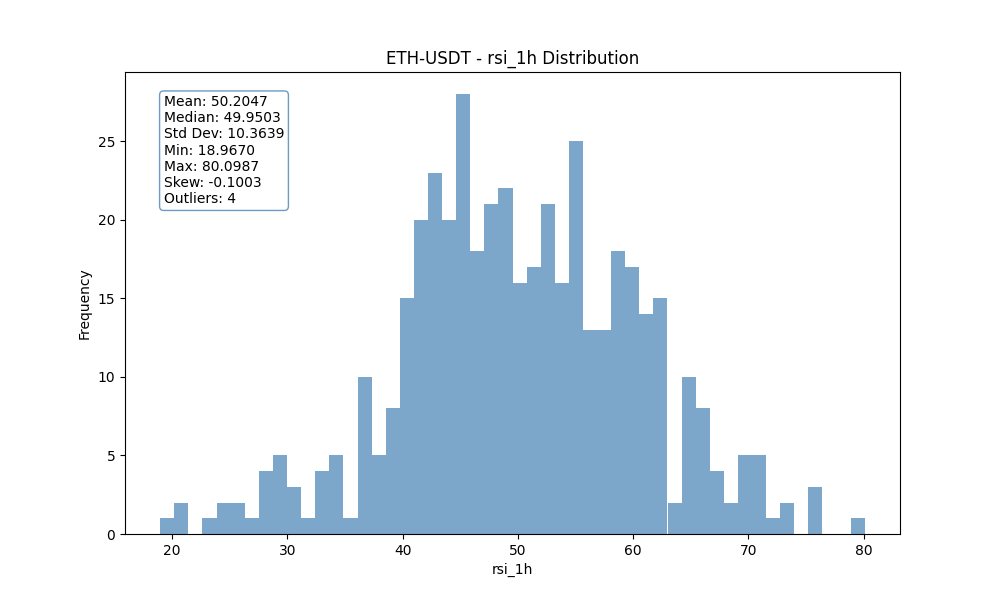 ETH-USDT - rsi_1h Distribution
Mean: 50.2047
Median: 49.9503
Std Dev: 10.3639
Min: 18.9670
Max: 80.0987
Skew: -0.1003
Outliers: 4
Frequency
25
20
15
10
5
0
20 30 40 50 60 70 80
rsi_1h